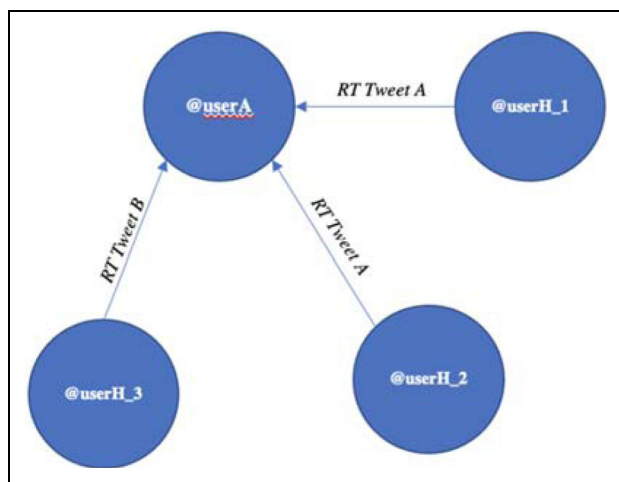 @userA
RT Tweet A
@userH_1
RT Tweet B
RT Tweet A
@userH_3
@userH_2